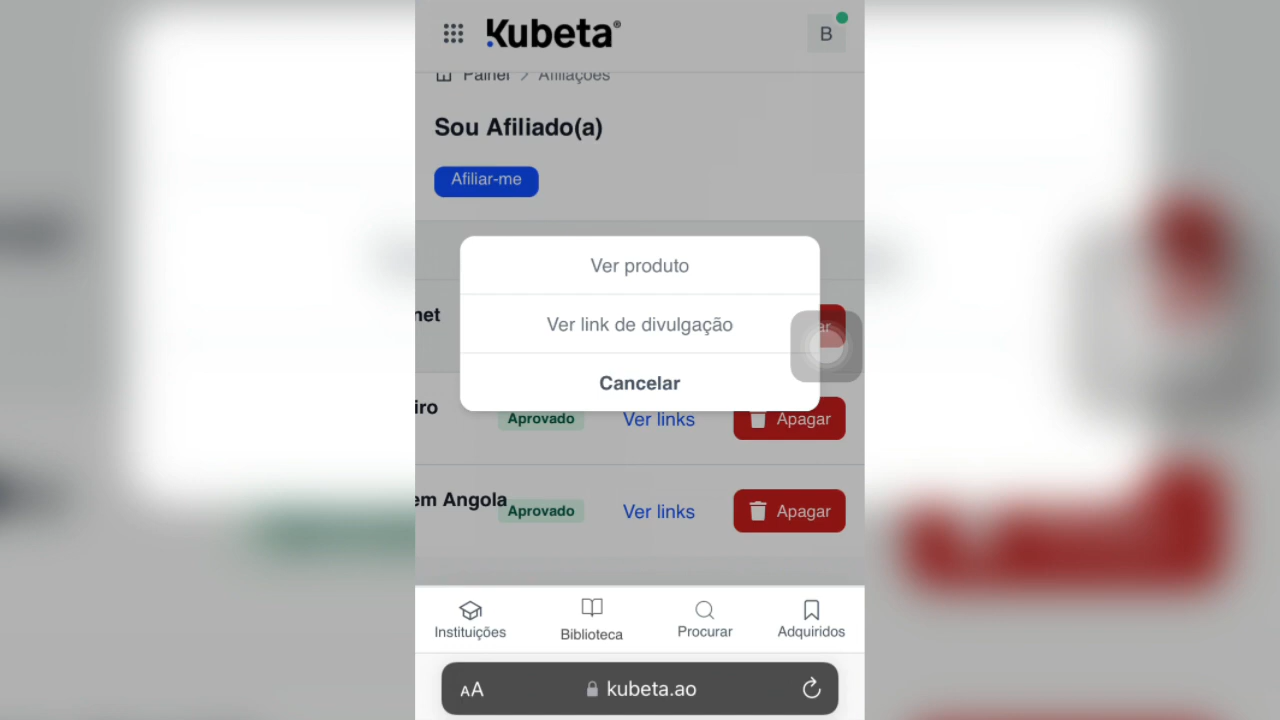 Kubeta®
B
Painel > Afiliações
Sou Afiliado(a)
Afiliar-me
Ver produto
Ver link de divulgação
Cancelar
net
ar
iro
Aprovado
Ver links
Apagar
em Angola
Aprovado
Ver links
Apagar
Instituições
Biblioteca
Procurar
Adquiridos
AA
kubeta.ao